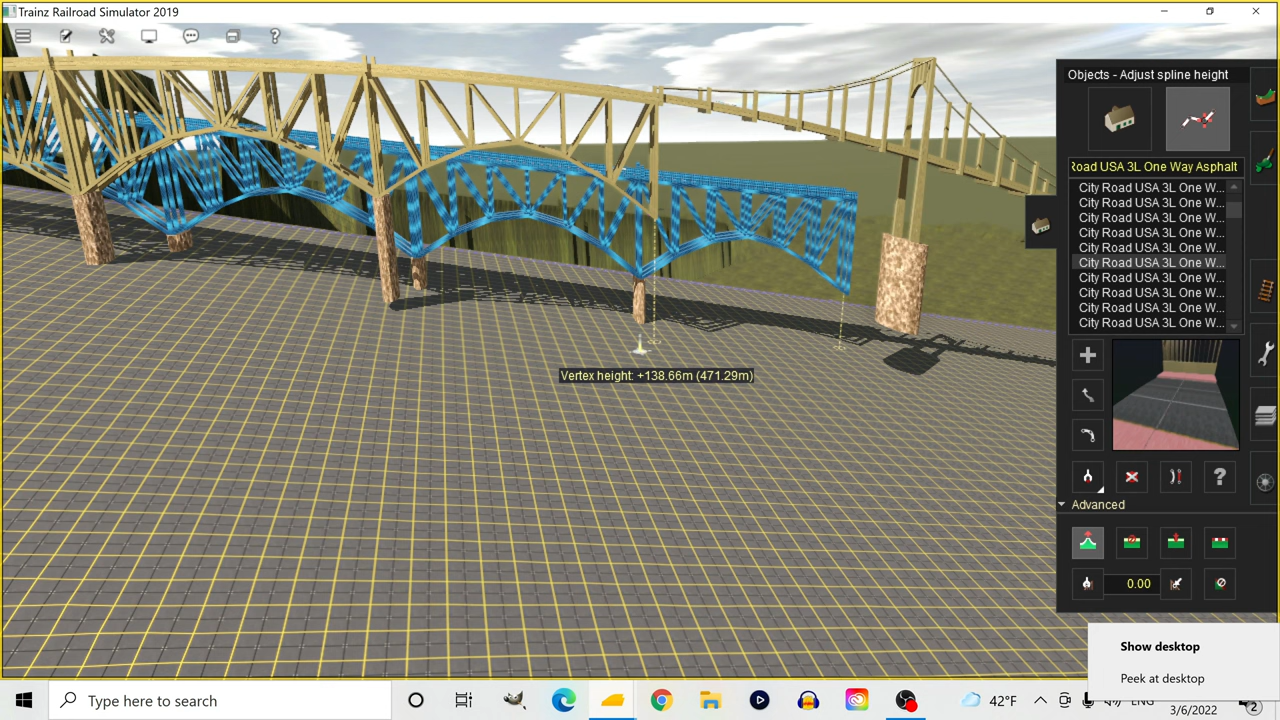 Trainz Railroad Simulator 2019
Objects - Adjust spline height
Road USA 3L One Way Asphalt
City Road USA 3L One W...
City Road USA 3L One W...
City Road USA 3L One W...
City Road USA 3L One W...
City Road USA 3L One W...
City Road USA 3L One W...
City Road USA 3L One W...
City Road USA 3L One W...
City Road USA 3L One W...
City Road USA 3L One W...
Vertex height: +138.66m (471.29m)
?
?
Advanced
0.00
Show desktop
Peek at desktop
Type here to search
42°F
ENG
3/6/2022
2